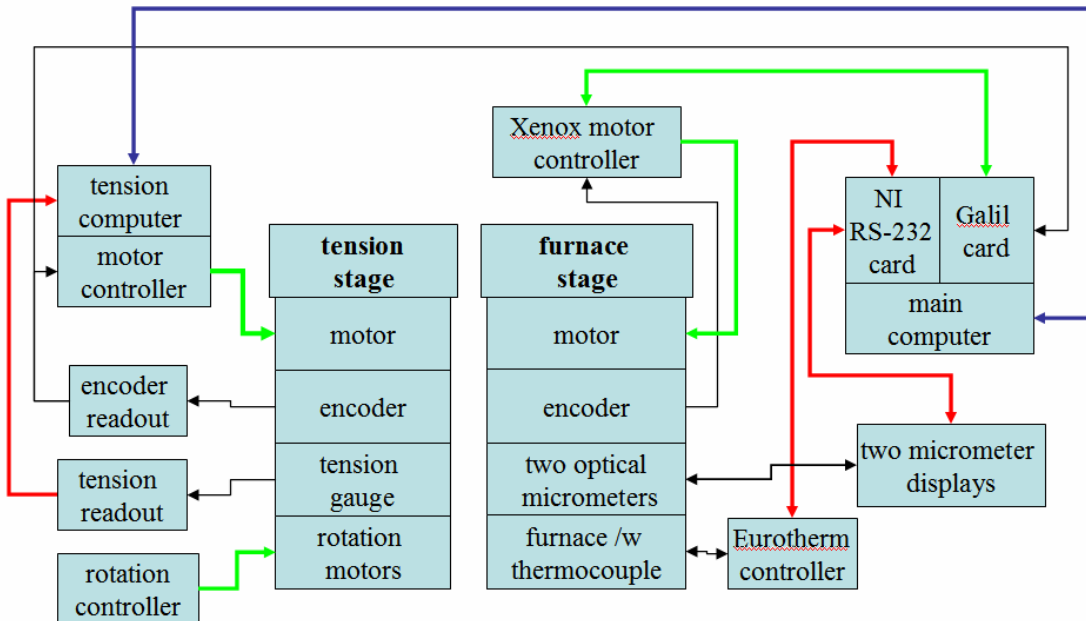 Xenox motor
controller
tension
computer
motor
controller
NI
RS-232
card
Galil
card
main
computer
tension
stage
motor
encoder
tension
gauge
rotation
motors
furnace
stage
motor
encoder
two optical
micrometers
furnace /w
thermocouple
encoder
readout
tension
readout
rotation
controller
two micrometer
displays
Eurotherm
controller